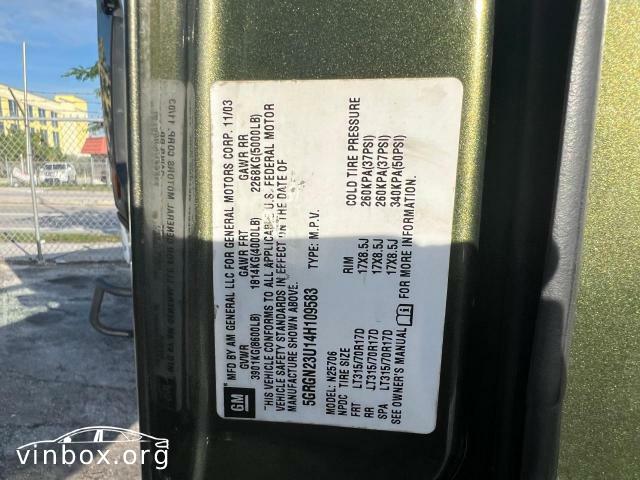 GM
MFD BY AM GENERAL LLC FOR GENERAL MOTORS CORP. 11/03
GVWR GAWR FRT GAWR RR
3901KG(8600LB) 1814KG(4000LB) 2268KG(5000LB)
THIS VEHICLE CONFORMS TO ALL APPLICABLE U.S. FEDERAL MOTOR
VEHICLE SAFETY STANDARDS IN EFFECT ON THE DATE OF
MANUFACTURE SHOWN ABOVE.
5GRGN23U14H109583 TYPE: M.P.V.
MODEL: N25706
NPDC TIRE SIZE RIM COLD TIRE PRESSURE
FRT LT315/70R17D 17X8.5J 260KPA(37PSI)
RR LT315/70R17D 17X8.5J 260KPA(37PSI)
SPA LT315/70R17D 17X8.5J 340KPA(50PSI)
SEE OWNER'S MANUAL FOR MORE INFORMATION.
vinbox.org